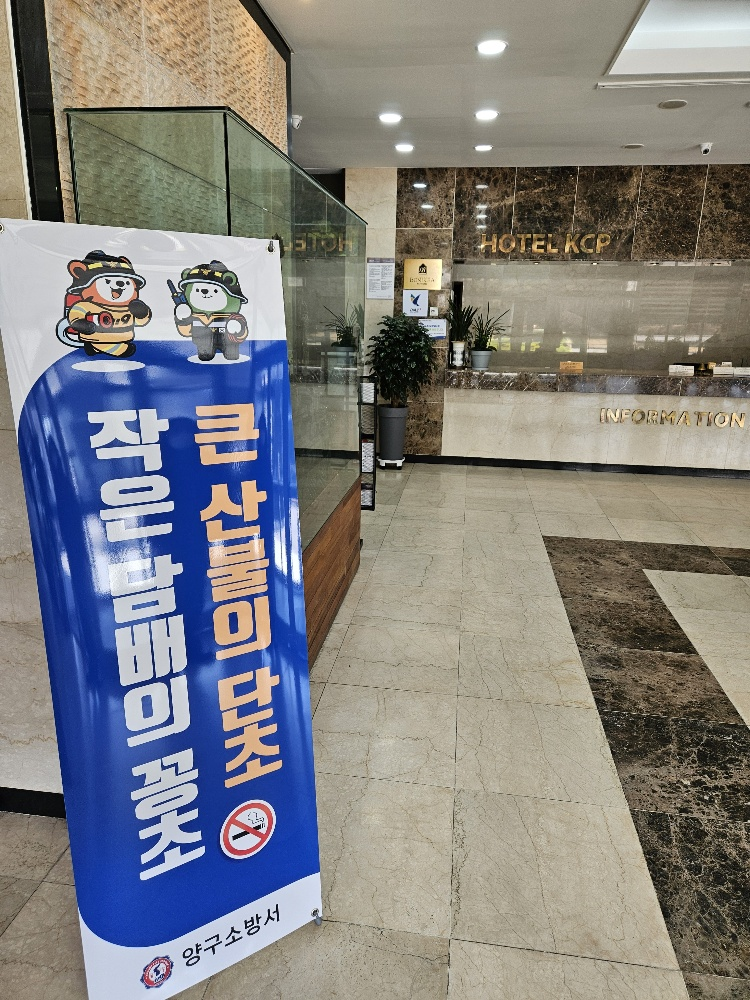 작은 담배의 꽁초
큰 산불의 단초
양구소방서
HOTEL KCP
BENIKEA
INFORMATION